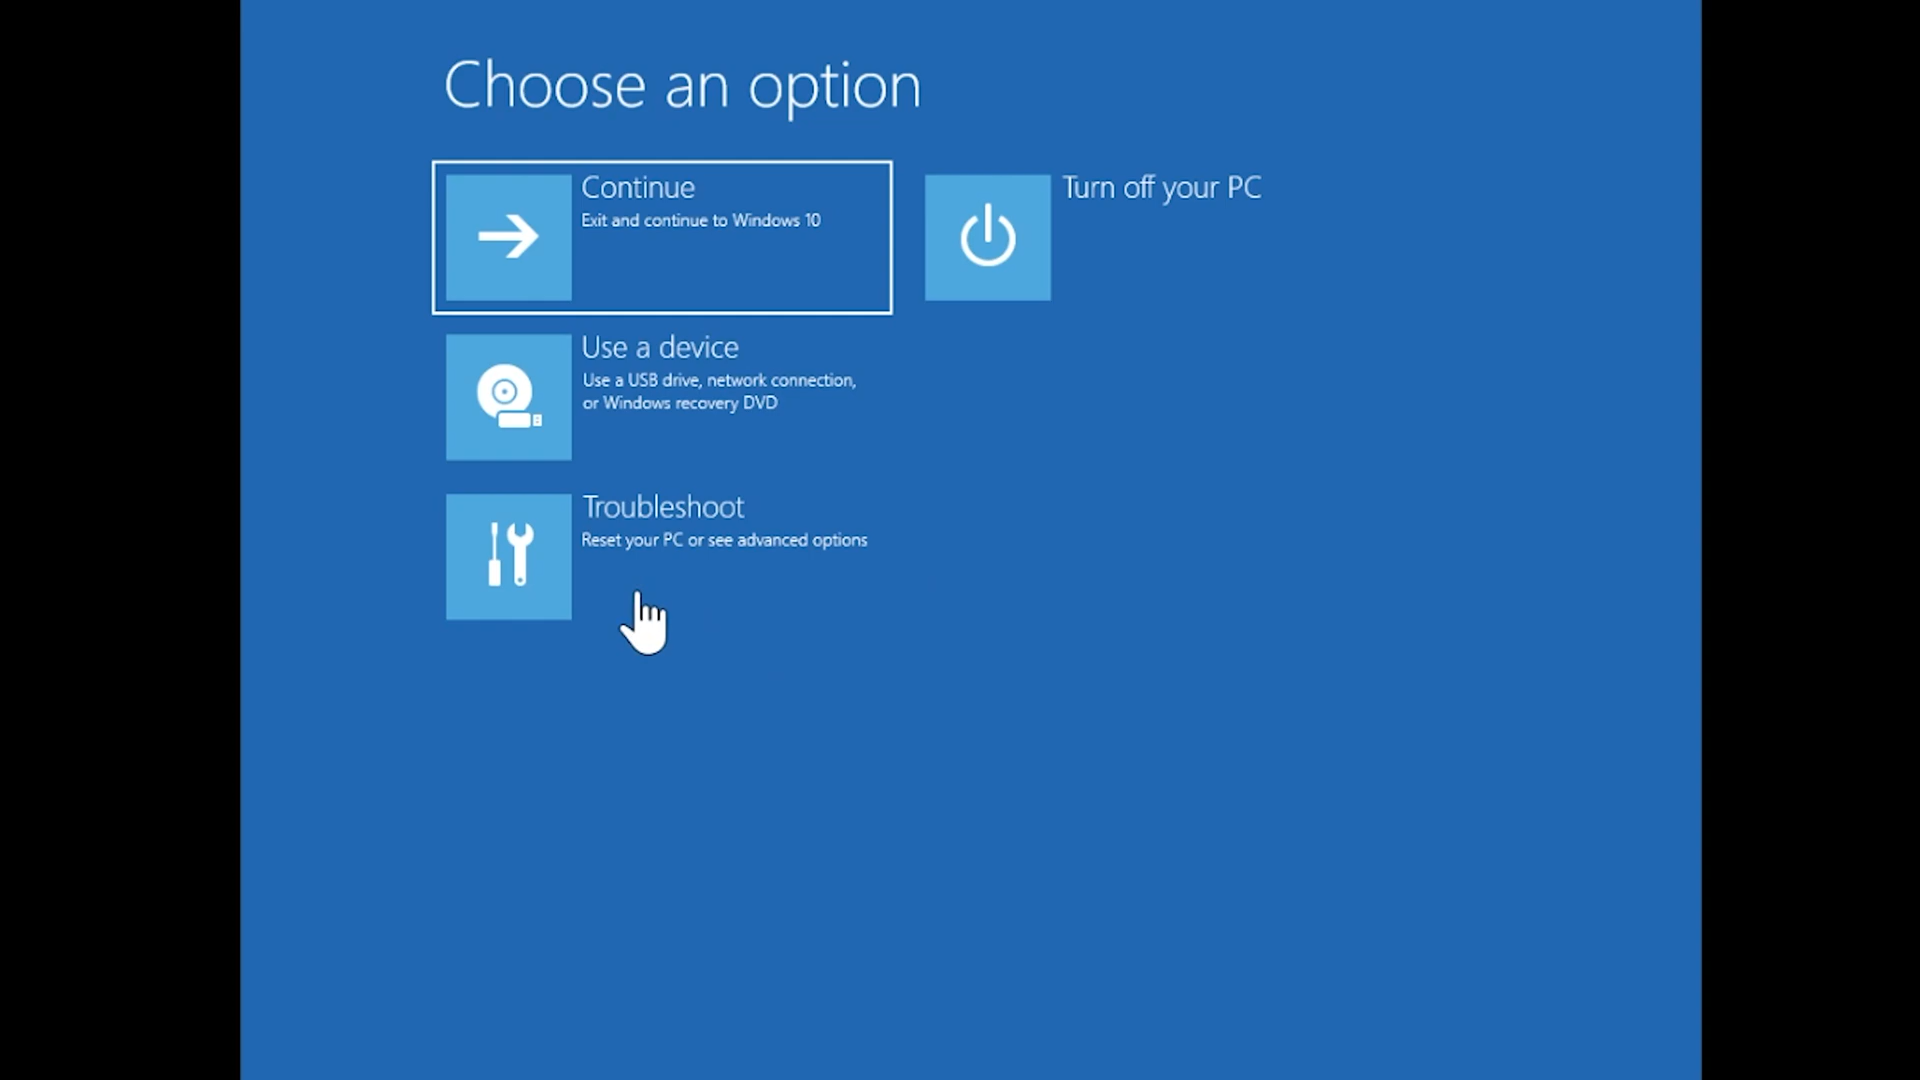 Choose an option
Continue
Exit and continue to Windows 10
Turn off your PC
Use a device
Use a USB drive, network connection,
or Windows recovery DVD
Troubleshoot
Reset your PC or see advanced options